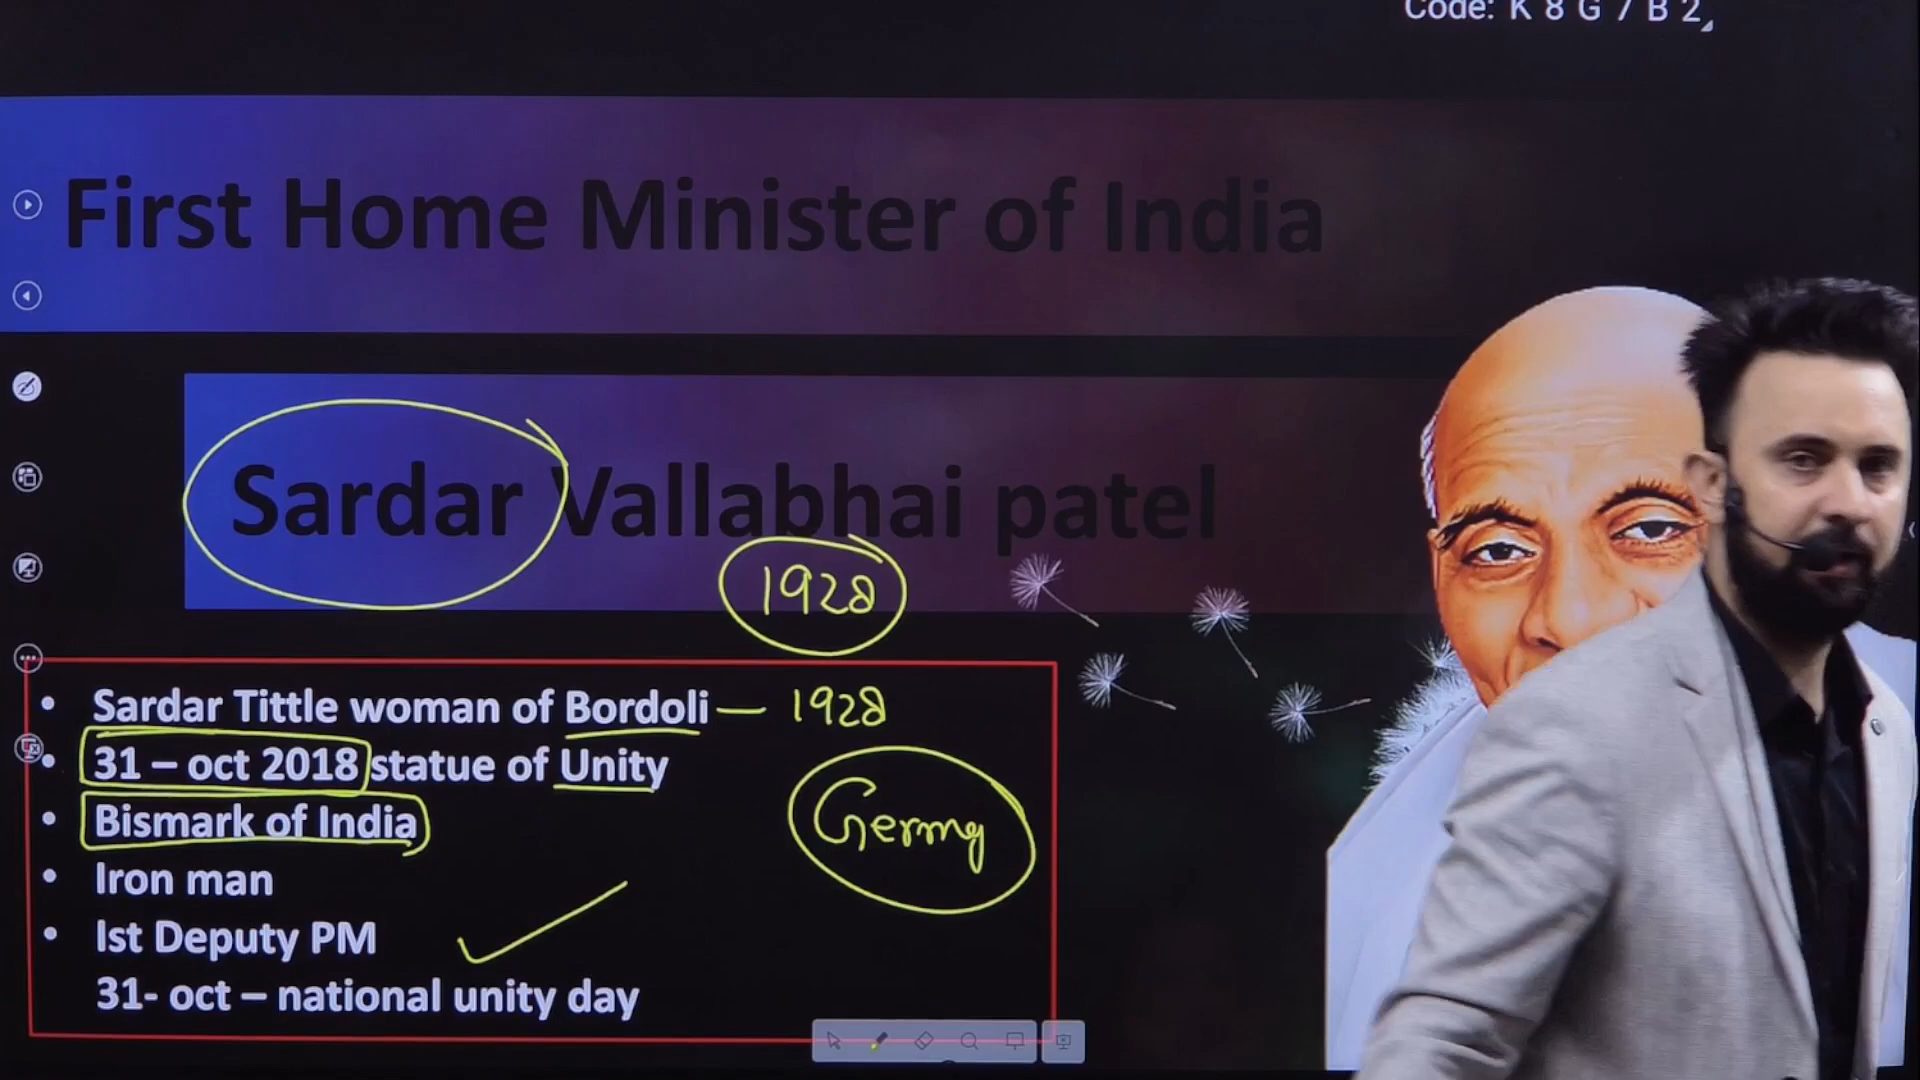 Code: K 8 G 7 B 2
First Home Minister of India
Sardar Vallabhai patel
1928
Sardar Tittle woman of Bordoli — 1928
31 – oct 2018 statue of Unity
Bismark of India
Germny
Iron man
Ist Deputy PM
31- oct – national unity day